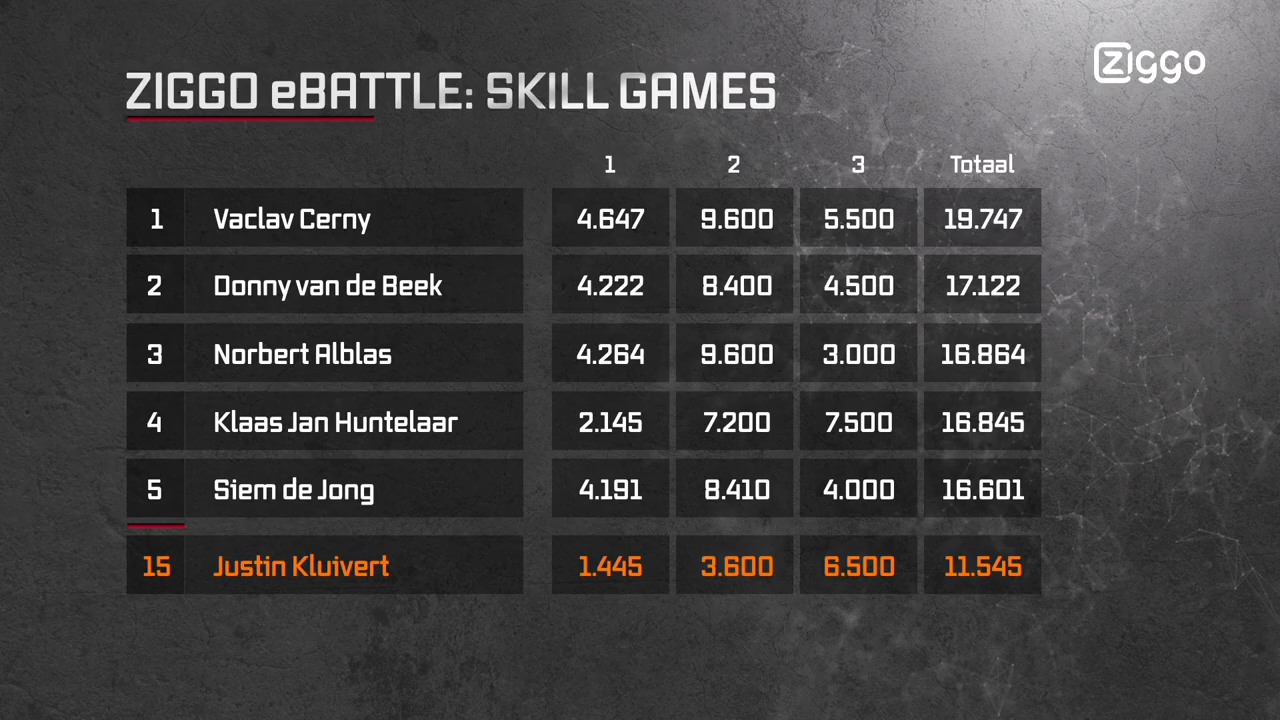 ziggo
ZIGGO eBATTLE: SKILL GAMES
1 2 3 Totaal
1 Vaclav Cerny 4.647 9.600 5.500 19.747
2 Donny van de Beek 4.222 8.400 4.500 17.122
3 Norbert Alblas 4.264 9.600 3.000 16.864
4 Klaas Jan Huntelaar 2.145 7.200 7.500 16.845
5 Siem de Jong 4.191 8.410 4.000 16.601
15 Justin Kluivert 1.445 3.600 6.500 11.545